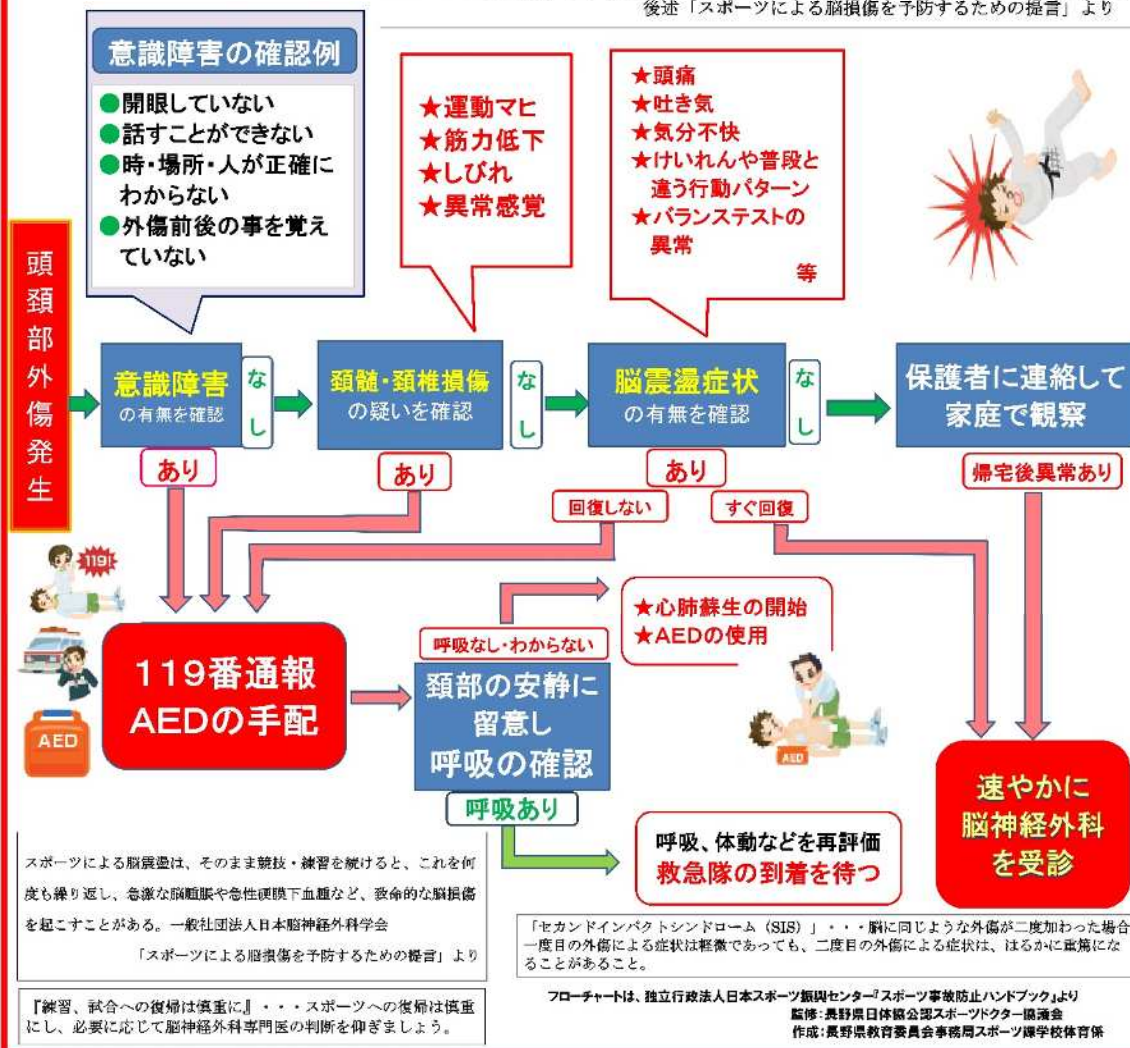 後述「スポーツによる脳損傷を予防するための提言」より
意識障害の確認例
●開眼していない
●話すことができない
●時・場所・人が正確に
わからない
●外傷前後の事を覚え
ていない
★運動マヒ
★筋力低下
★しびれ
★異常感覚
★頭痛
★吐き気
★気分不快
★けいれんや普段と
違う行動パターン
★バランステストの
異常
等
頭頚部外傷発生
意識障害
の有無を確認
なし
あり
頚髄・頚椎損傷
の疑いを確認
なし
あり
脳震盪症状
の有無を確認
なし
あり
保護者に連絡して
家庭で観察
帰宅後異常あり
回復しない
すぐ回復
119!
AED
119番通報
AEDの手配
呼吸なし・わからない
★心肺蘇生の開始
★AEDの使用
AED
頚部の安静に
留意し
呼吸の確認
呼吸あり
呼吸、体動などを再評価
救急隊の到着を待つ
速やかに
脳神経外科
を受診
スポーツによる脳震盪は、そのまま競技・練習を続けると、これを何
度も繰り返し、急激な脳腫脹や急性硬膜下血腫など、致命的な脳損傷
を起こすことがある。一般社団法人日本脳神経外科学会
「スポーツによる脳損傷を予防するための提言」より
「セカンドインパクトシンドローム（SIS）」・・・脳に同じような外傷が二度加わった場合
一度目の外傷による症状は軽微であっても、二度目の外傷による症状は、はるかに重篤にな
ることがあること。
『練習、試合への復帰は慎重に』・・・スポーツへの復帰は慎重
にし、必要に応じて脳神経外科専門医の判断を仰ぎましょう。
フローチャートは、独立行政法人日本スポーツ振興センター『スポーツ事故防止ハンドブック』より
監修：長野県日体協公認スポーツドクター協議会
作成：長野県教育委員会事務局スポーツ課学校体育係